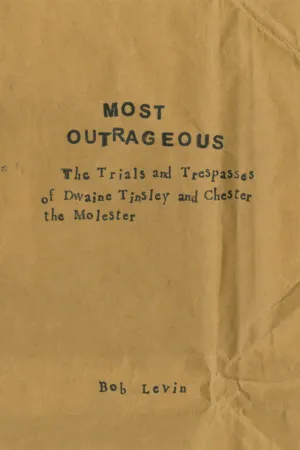 MOST
OUTRAGEOUS
The Trials and Trespasses
of Dwaine Tinsley and Chester
the Molester
Bob Levin